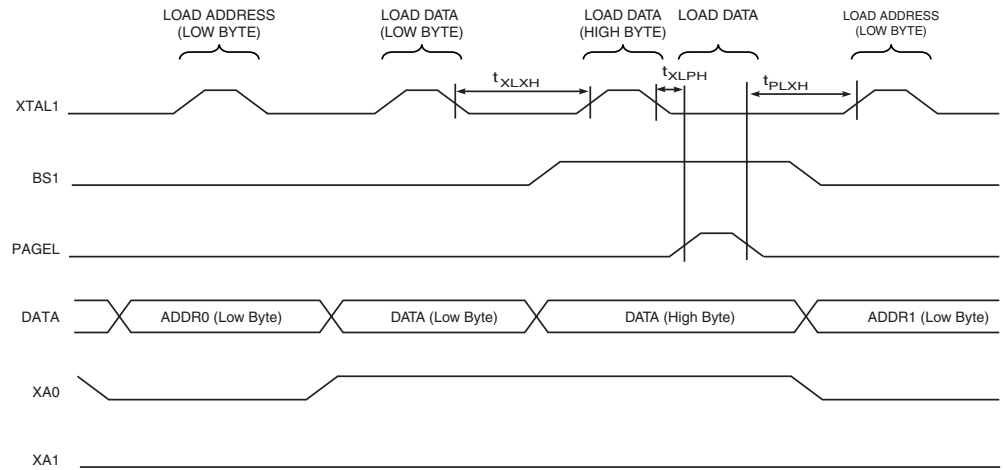 LOAD ADDRESS
(LOW BYTE)
LOAD DATA
(LOW BYTE)
LOAD DATA
(HIGH BYTE)
LOAD DATA
LOAD ADDRESS
(LOW BYTE)
XTAL1
tXLXH
tXLPH
tPLXH
BS1
PAGEL
DATA
ADDR0 (Low Byte)
DATA (Low Byte)
DATA (High Byte)
ADDR1 (Low Byte)
XA0
XA1